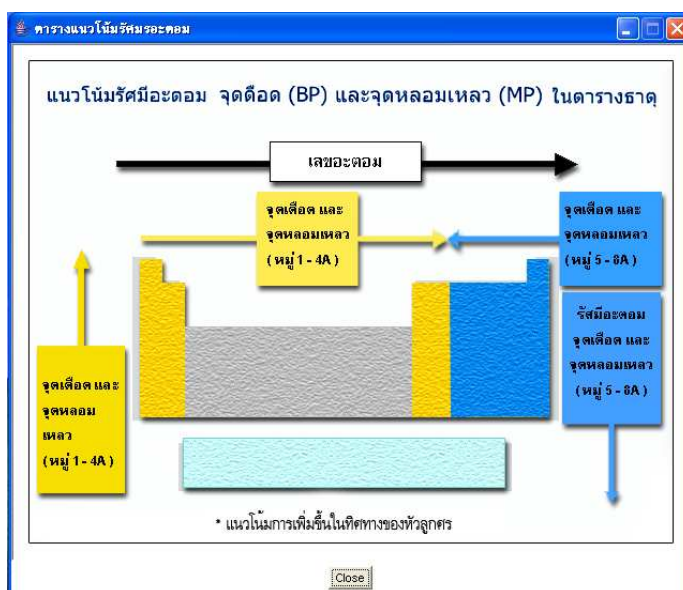 ตารางแนวโน้มรัศมรอะตอม
แนวโน้มรัศมีอะตอม จุดดือด (BP) และจุดหลอมเหลว (MP) ในตารางธาตุ
เลขอะตอม
จุดเดือด และ
จุดหลอมเหลว
(หมู่ 1 - 4A)
จุดเดือด และ
จุดหลอมเหลว
(หมู่ 5 - 8A)
รัศมีอะตอม
จุดเดือด และ
จุดหลอมเหลว
(หมู่ 5 - 8A)
จุดเดือด และ
จุดหลอม
เหลว
(หมู่ 1 - 4A)
* แนวโน้มการเพิ่มขึ้นในทิศทางของหัวลูกศร
Close